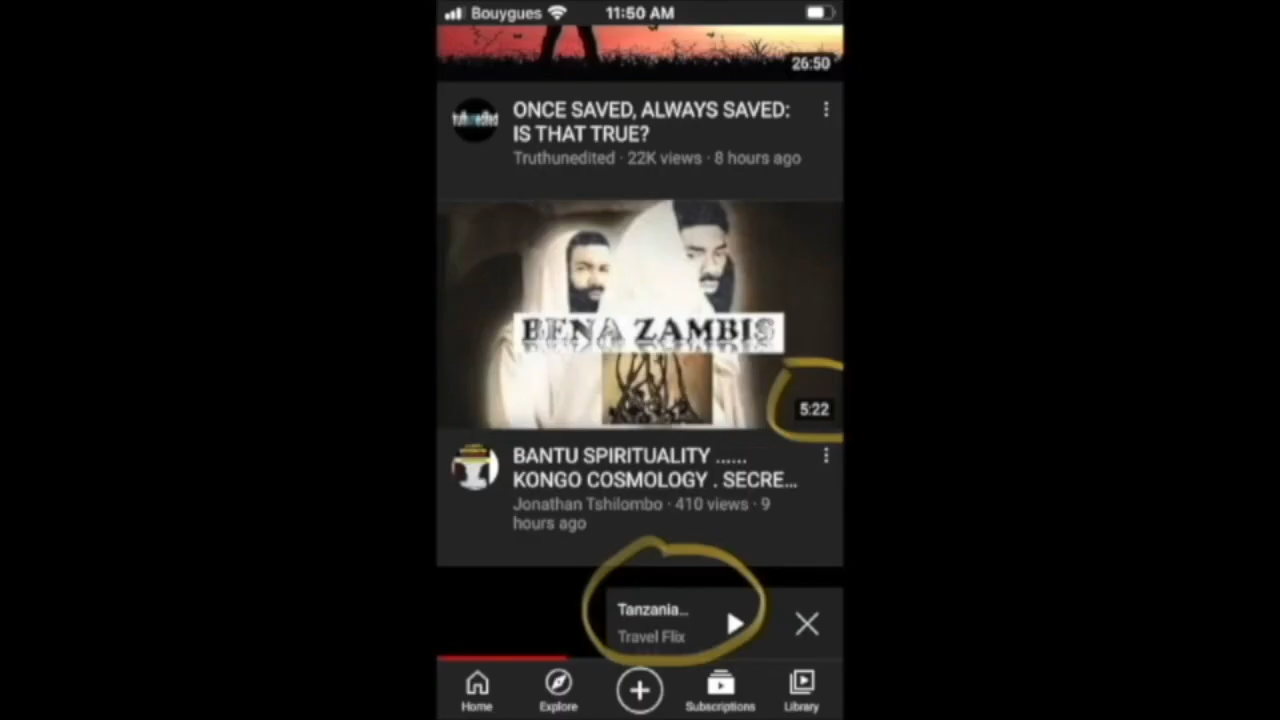 Bouygues 11:50 AM
26:50
truthunedited
ONCE SAVED, ALWAYS SAVED:
IS THAT TRUE?
Truthunedited · 22K views · 8 hours ago
BENA ZAMBIS
5:22
BANTU SPIRITUALITY ......
KONGO COSMOLOGY . SECRE...
Jonathan Tshilombo · 410 views · 9
hours ago
Tanzania...
Travel Flix
Home Explore Subscriptions Library